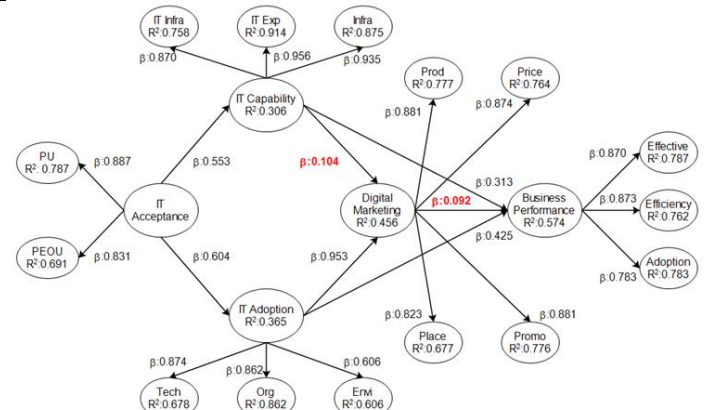 IT Infra
R²:0.758
IT Exp
R²:0.914
Infra
R²:0.875
β:0.870
β:0.956
β:0.935
IT Capability
R²:0.306
Prod
R²:0.777
Price
R²:0.764
β:0.881
β:0.874
PU
R²: 0.787
β:0.887
β:0.553
β:0.104
Effective
R²:0.787
β:0.870
β:0.313
IT
Acceptance
Digital
Marketing
R²:0.456
β:0.092
Business
Performance
R²:0.574
β:0.873
Efficiency
R²:0.762
β:0.425
PEOU
R²:0.691
β:0.831
β:0.604
β:0.953
β:0.783
Adoption
R²:0.783
IT Adoption
R²:0.365
β:0.823
β:0.881
Place
R²:0.677
Promo
R²:0.776
β:0.874
β:0.862
β:0.606
Tech
R²:0.678
Org
R²:0.862
Envi
R²:0.606